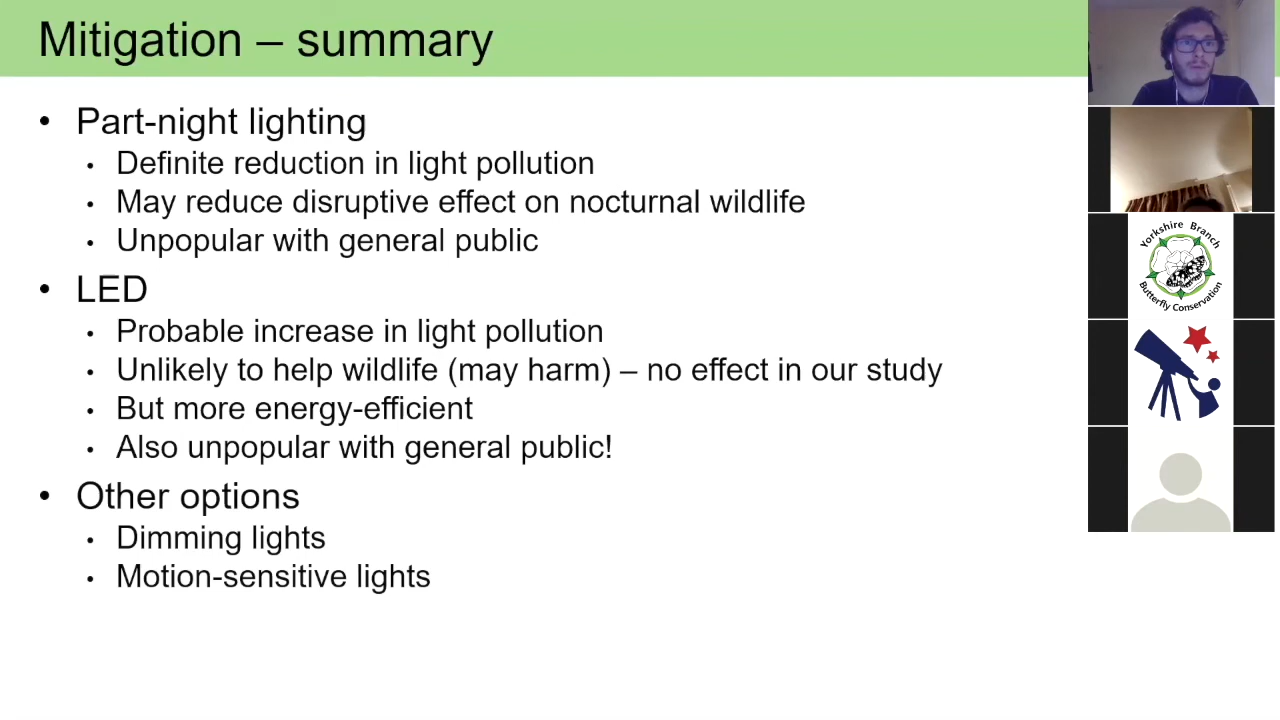 Mitigation – summary
• Part-night lighting
• Definite reduction in light pollution
• May reduce disruptive effect on nocturnal wildlife
• Unpopular with general public
• LED
• Probable increase in light pollution
• Unlikely to help wildlife (may harm) – no effect in our study
• But more energy-efficient
• Also unpopular with general public!
• Other options
• Dimming lights
• Motion-sensitive lights
Yorkshire Branch
Butterfly Conservation